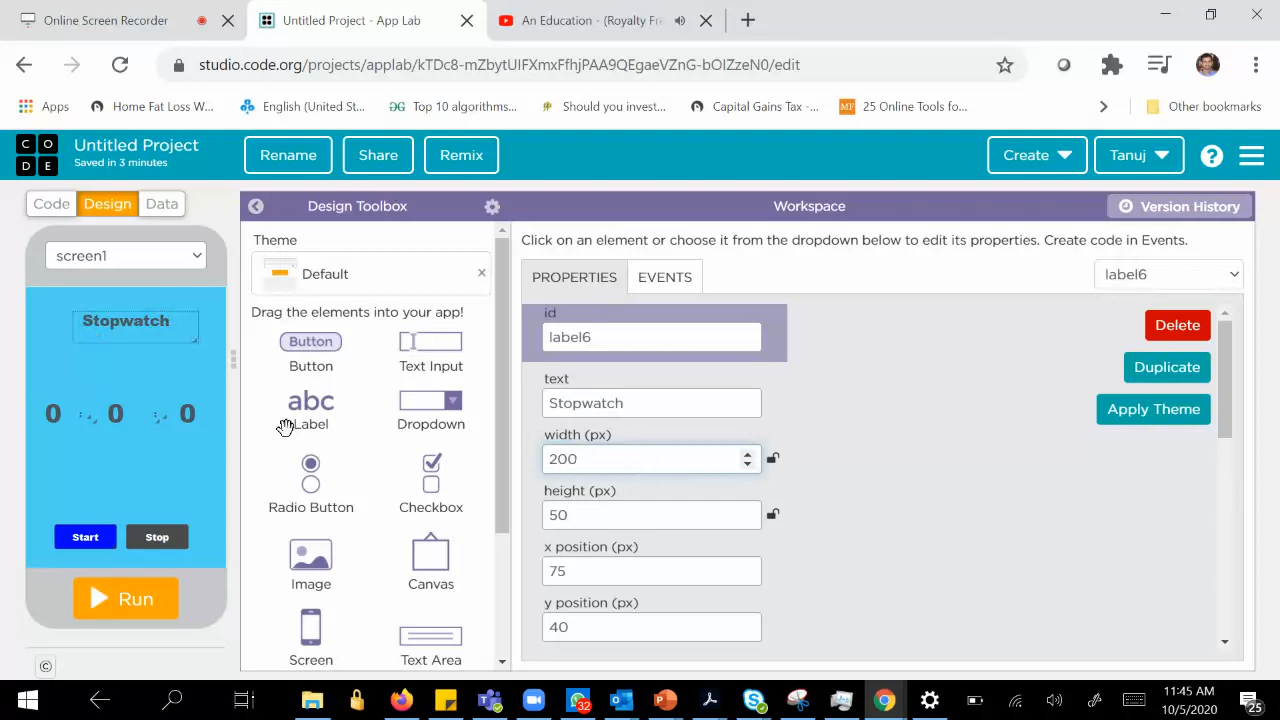 Online Screen Recorder
Untitled Project - App Lab
An Education - (Royalty Fre
studio.code.org/projects/applab/kTDc8-mZbytUIFXmxFfhjPAA9QEgaeVZnG-bOIZzeN0/edit
Apps
Home Fat Loss W...
English (United St...
Top 10 algorithms...
Should you invest...
Capital Gains Tax -...
MF
25 Online Tools fo...
Other bookmarks
C O
D E
Untitled Project
Saved in 3 minutes
Rename
Share
Remix
Create
Tanuj
?
Code
Design
Data
Design Toolbox
Workspace
Version History
screen1
Stopwatch
0 0 0
Start
Stop
Run
©
Theme
Default
Drag the elements into your app!
Button
Button
Text Input
abc
Label
Dropdown
Radio Button
Checkbox
Image
Canvas
Screen
Text Area
Click on an element or choose it from the dropdown below to edit its properties. Create code in Events.
PROPERTIES
EVENTS
label6
id
label6
text
Stopwatch
width (px)
200
height (px)
50
x position (px)
75
y position (px)
40
Delete
Duplicate
Apply Theme
32
11:45 AM
10/5/2020
25